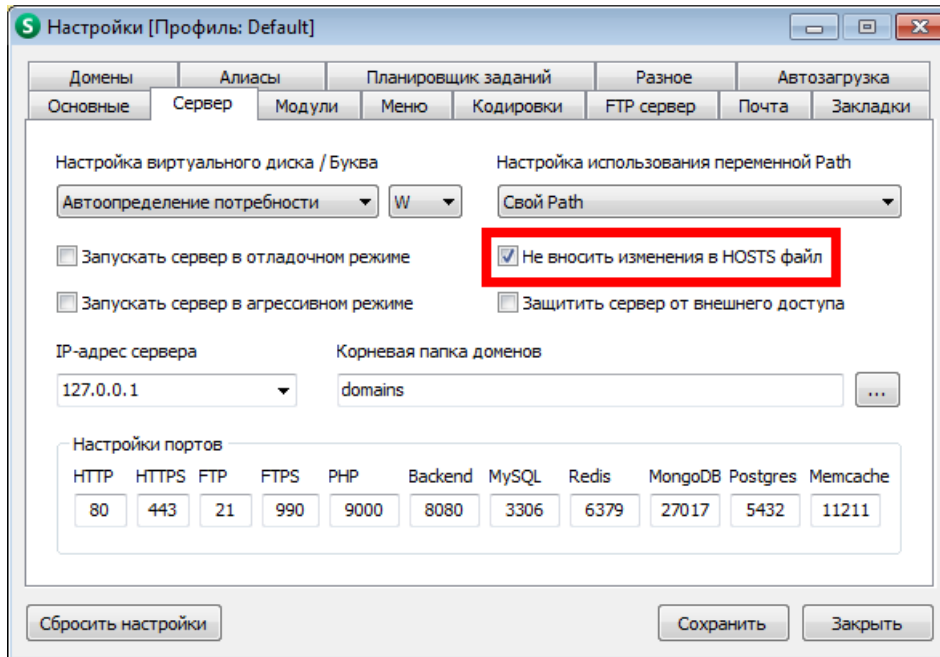 S Настройки [Профиль: Default]
Домены Алиасы Планировщик заданий Разное Автозагрузка
Основные Сервер Модули Меню Кодировки FTP сервер Почта Закладки
Настройка виртуального диска / Буква Настройка использования переменной Path
Автоопределение потребности W Свой Path
Запускать сервер в отладочном режиме Не вносить изменения в HOSTS файл
Запускать сервер в агрессивном режиме Защитить сервер от внешнего доступа
IP-адрес сервера Корневая папка доменов
127.0.0.1 domains ...
Настройки портов
HTTP HTTPS FTP FTPS PHP Backend MySQL Redis MongoDB Postgres Memcache
80 443 21 990 9000 8080 3306 6379 27017 5432 11211
Сбросить настройки Сохранить Закрыть